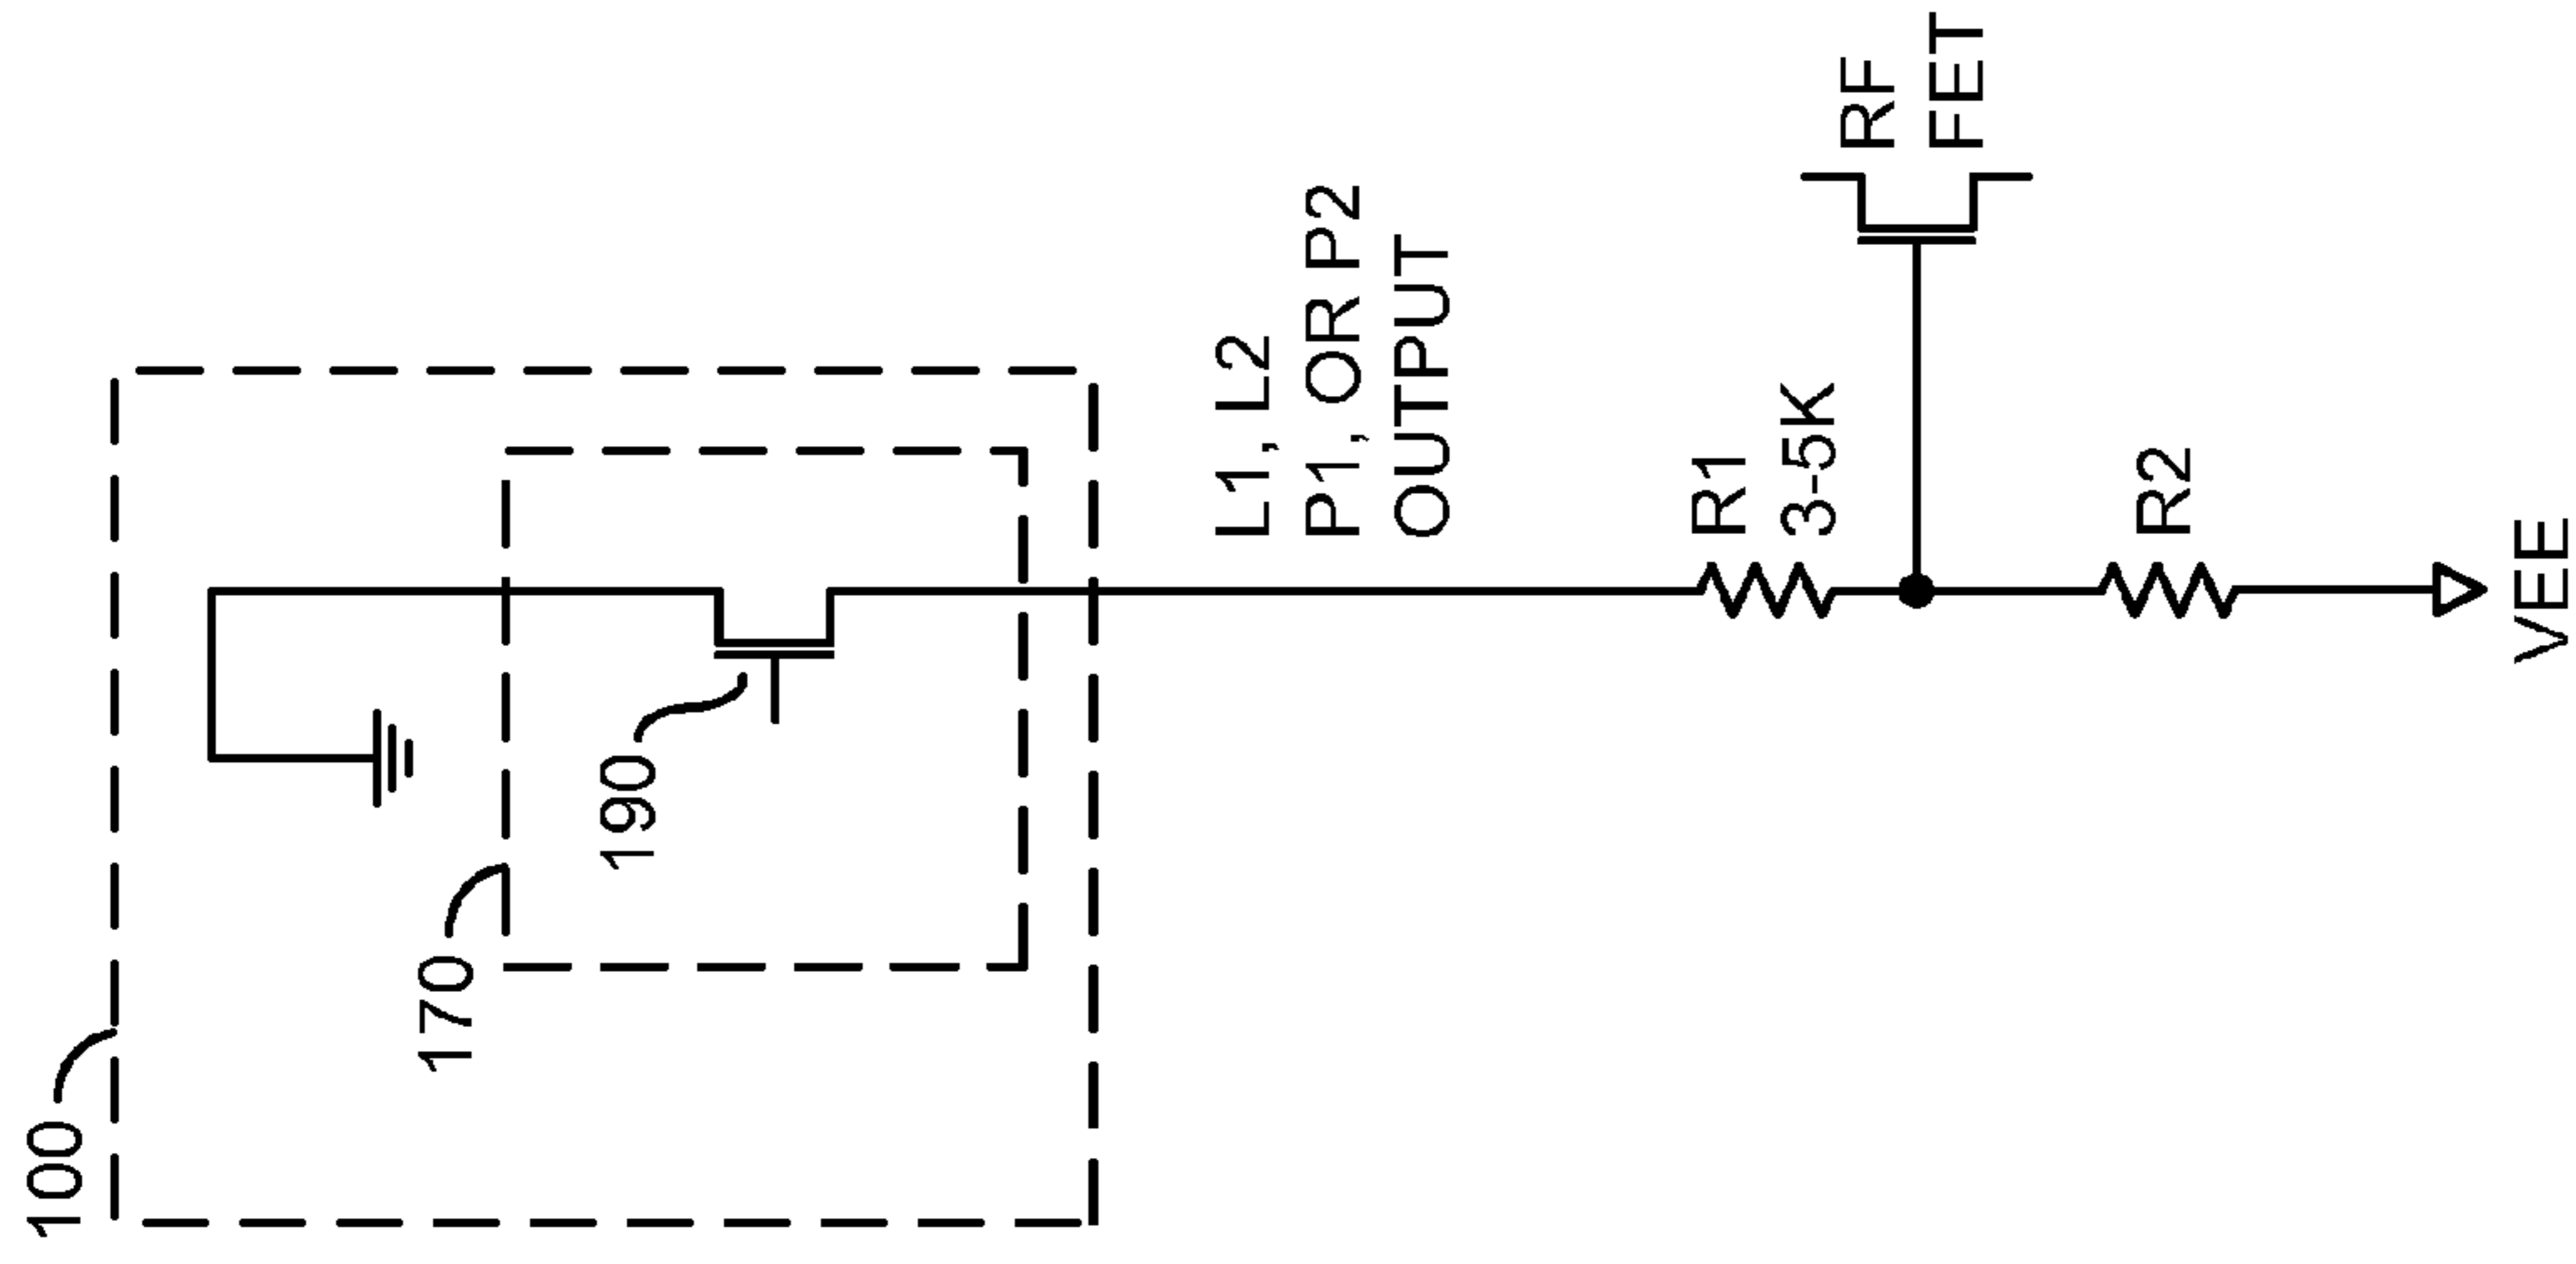 100
170
190
L1, L2
P1, OR P2
OUTPUT
R1
3-5K
RF
FET
R2
VEE